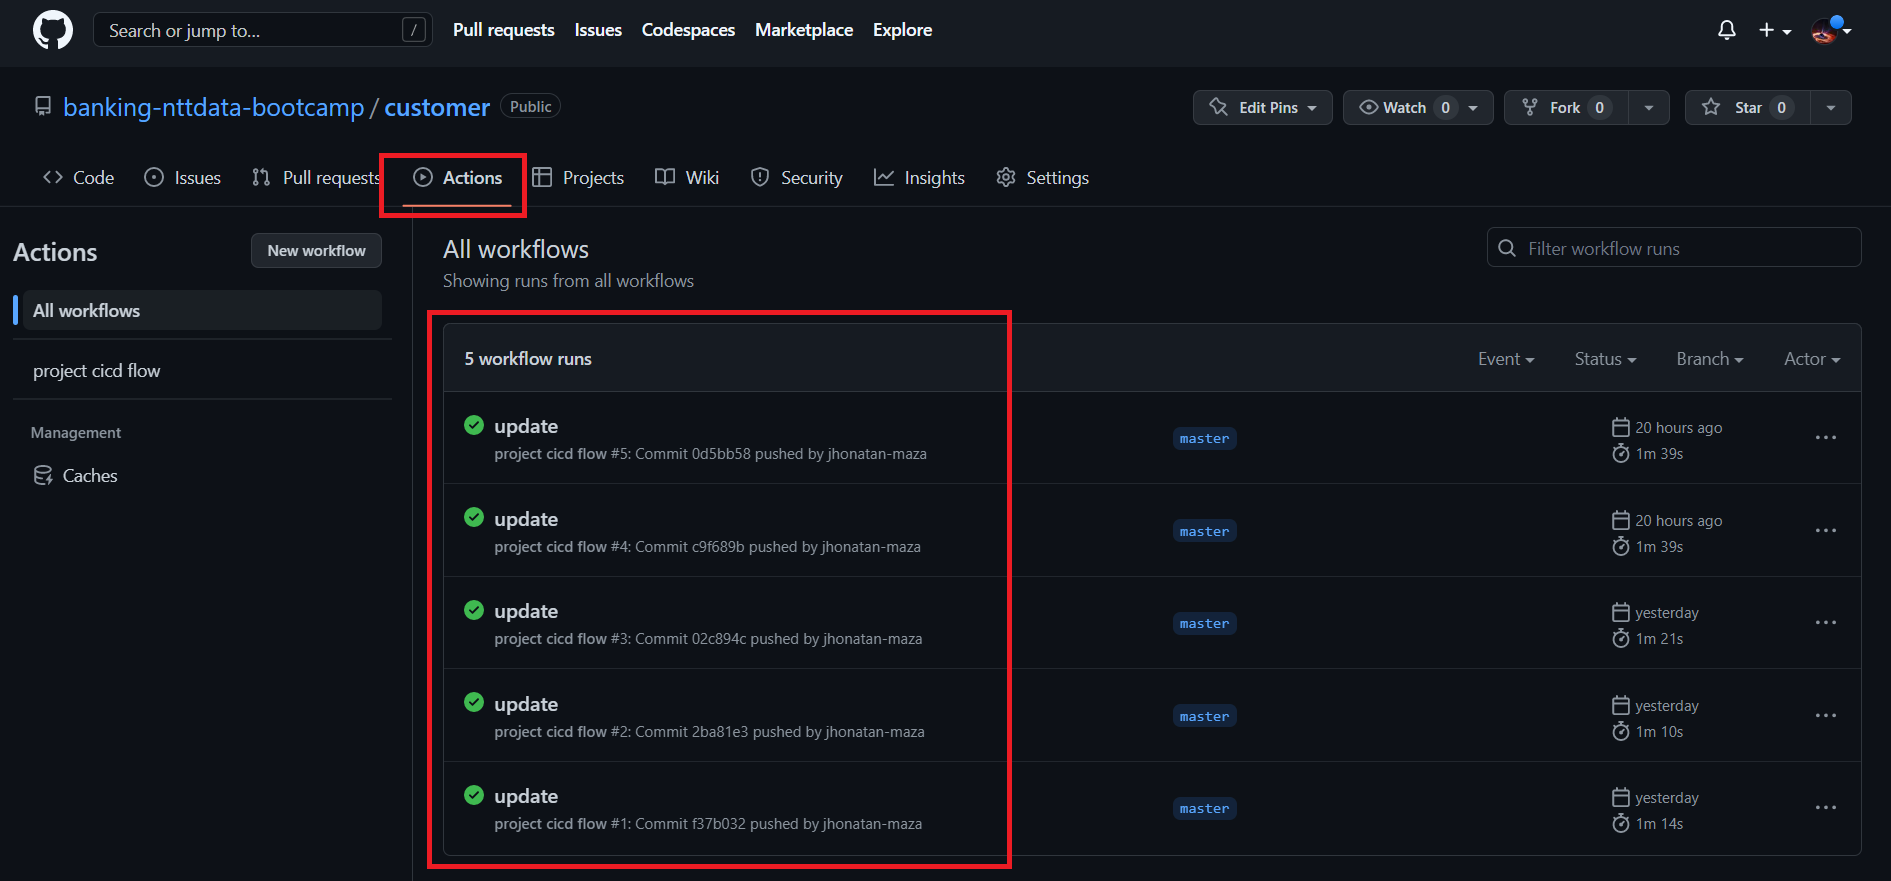 Search or jump to... /
Pull requests Issues Codespaces Marketplace Explore
banking-nttdata-bootcamp / customer Public
Edit Pins Watch 0 Fork 0 Star 0
Code Issues Pull requests Actions Projects Wiki Security Insights Settings
Actions
New workflow
All workflows
project cicd flow
Management
Caches
All workflows
Showing runs from all workflows
Filter workflow runs
5 workflow runs
Event Status Branch Actor
update
project cicd flow #5: Commit 0d5bb58 pushed by jhonatan-maza
master
20 hours ago
1m 39s
update
project cicd flow #4: Commit c9f689b pushed by jhonatan-maza
master
20 hours ago
1m 39s
update
project cicd flow #3: Commit 02c894c pushed by jhonatan-maza
master
yesterday
1m 21s
update
project cicd flow #2: Commit 2ba81e3 pushed by jhonatan-maza
master
yesterday
1m 10s
update
project cicd flow #1: Commit f37b032 pushed by jhonatan-maza
master
yesterday
1m 14s